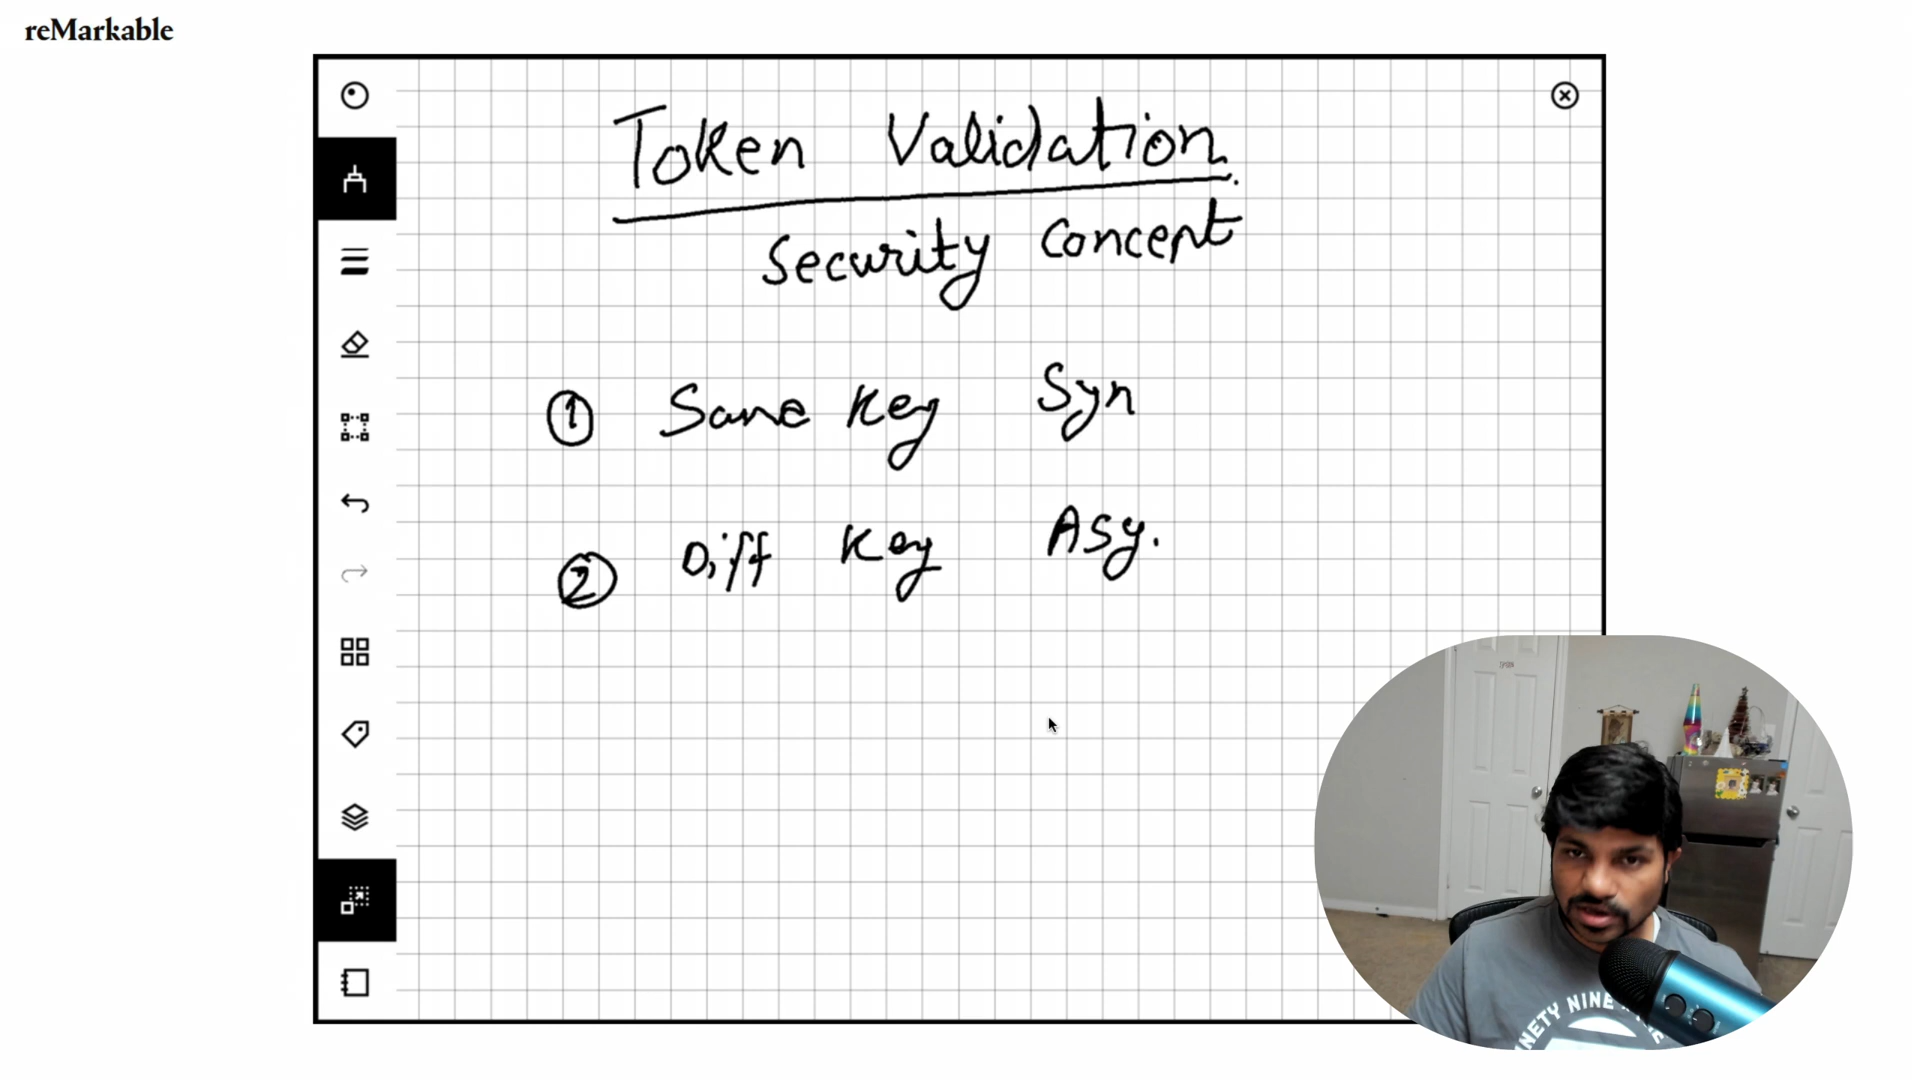 reMarkable
Token Validation.
Security Concept
1 Same Key Syn
2 Diff Key Asy.